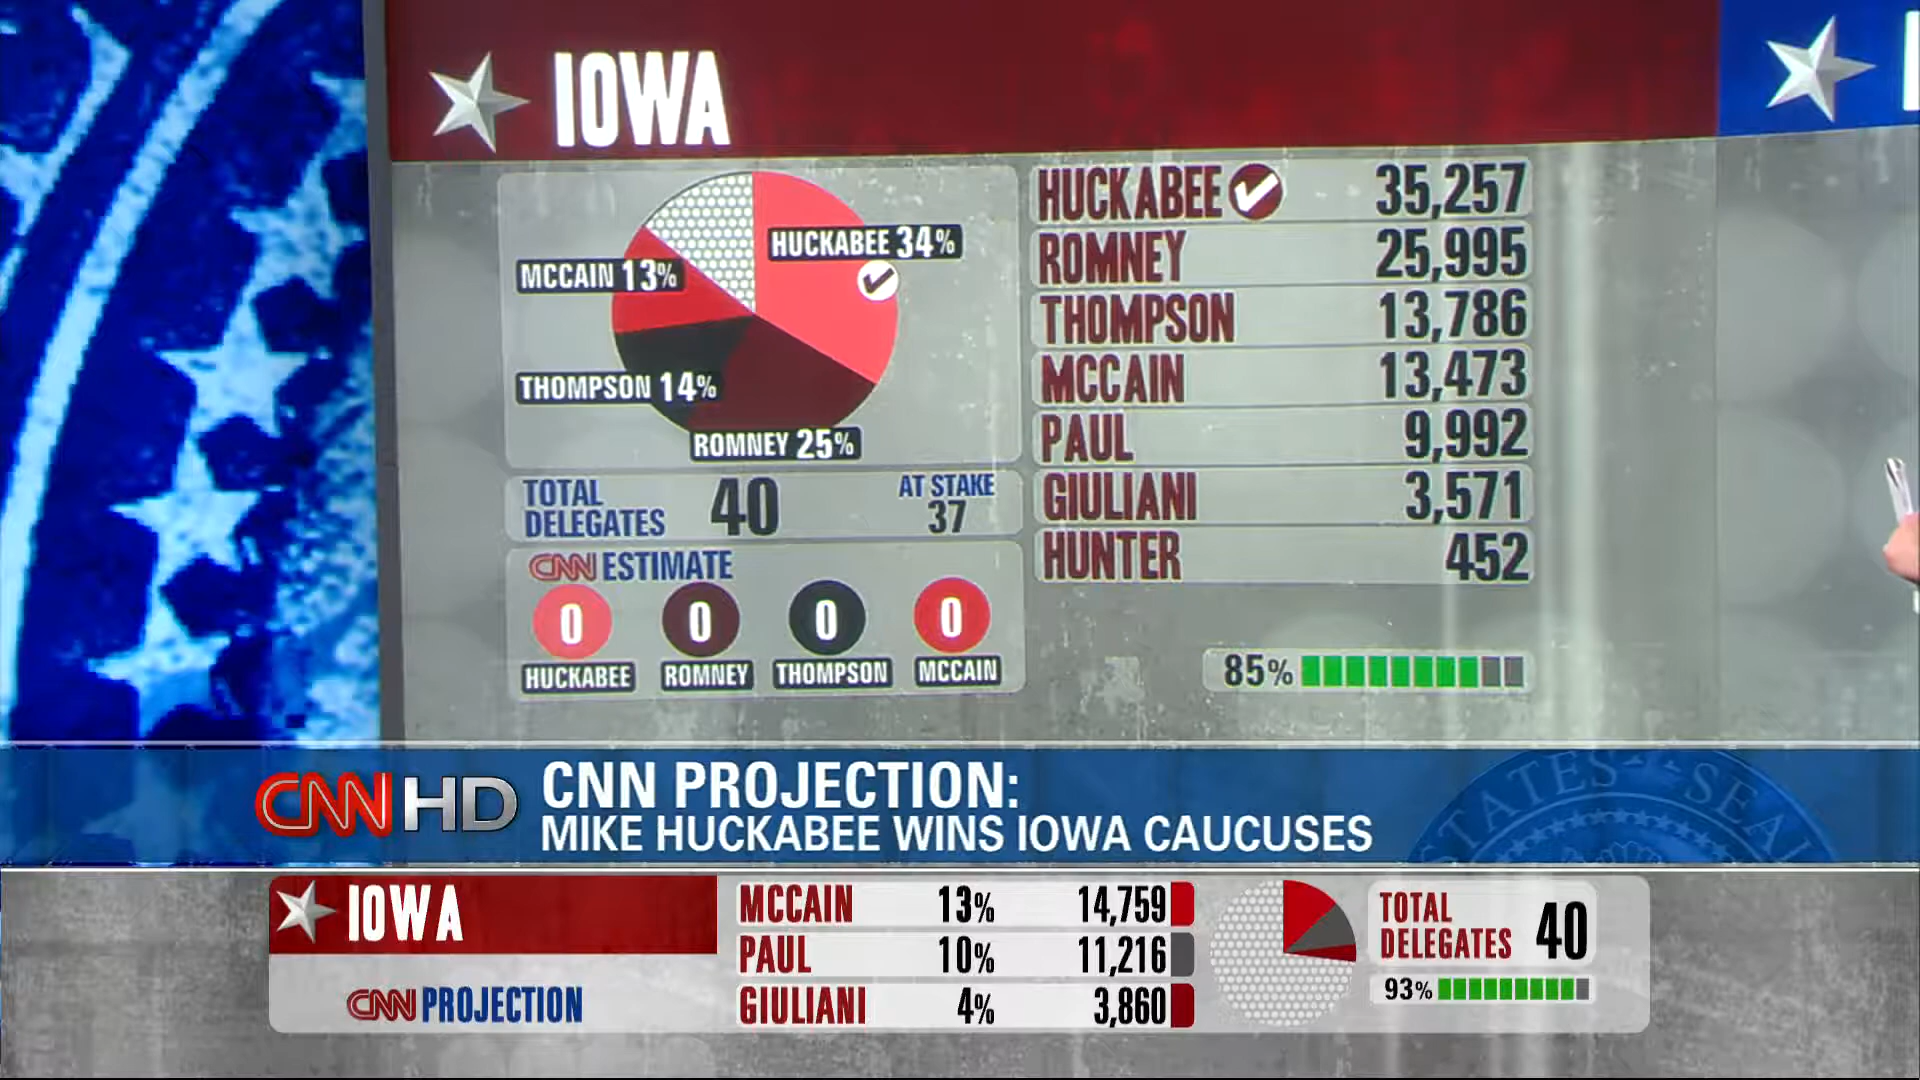 IOWA
HUCKABEE 34%
MCCAIN 13%
THOMPSON 14%
ROMNEY 25%
TOTAL DELEGATES 40
AT STAKE 37
CNN ESTIMATE
0 0 0 0
HUCKABEE ROMNEY THOMPSON MCCAIN
HUCKABEE 35,257
ROMNEY 25,995
THOMPSON 13,786
MCCAIN 13,473
PAUL 9,992
GIULIANI 3,571
HUNTER 452
85%
CNN HD
CNN PROJECTION:
MIKE HUCKABEE WINS IOWA CAUCUSES
STATES SEAL
IOWA
CNN PROJECTION
MCCAIN 13% 14,759
PAUL 10% 11,216
GIULIANI 4% 3,860
TOTAL DELEGATES 40
93%